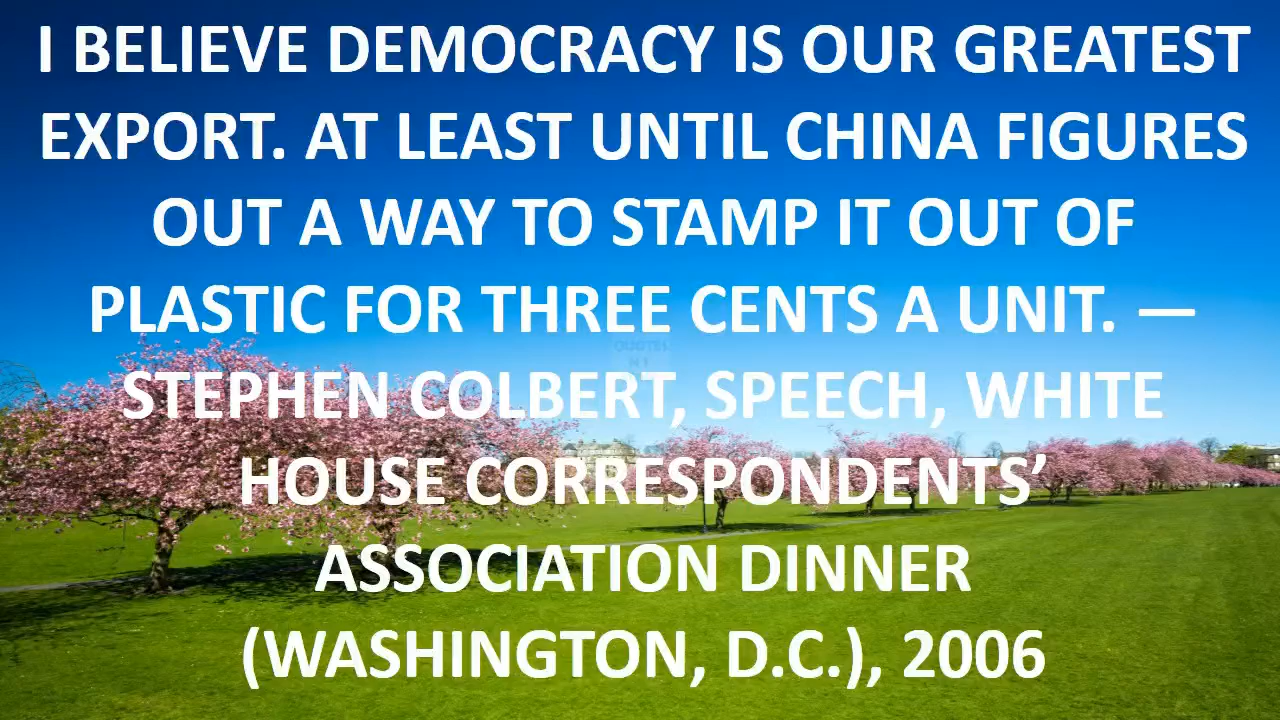 I BELIEVE DEMOCRACY IS OUR GREATEST
EXPORT. AT LEAST UNTIL CHINA FIGURES
OUT A WAY TO STAMP IT OUT OF
PLASTIC FOR THREE CENTS A UNIT. —
QUOTES
STEPHEN COLBERT, SPEECH, WHITE
HOUSE CORRESPONDENTS’
ASSOCIATION DINNER
(WASHINGTON, D.C.), 2006